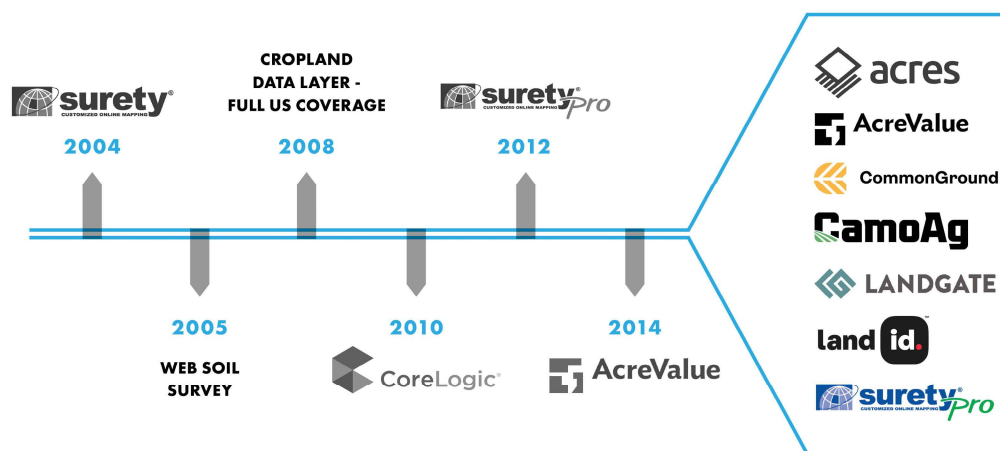 surety®
CUSTOMIZED ONLINE MAPPING
2004
CROPLAND
DATA LAYER -
FULL US COVERAGE
2008
surety® Pro
CUSTOMIZED ONLINE MAPPING
2012
2005
WEB SOIL
SURVEY
2010
CoreLogic®
2014
AcreValue
acres
AcreValue
CommonGround
CamoAg
LANDGATE
land id.™
surety® Pro
CUSTOMIZED ONLINE MAPPING